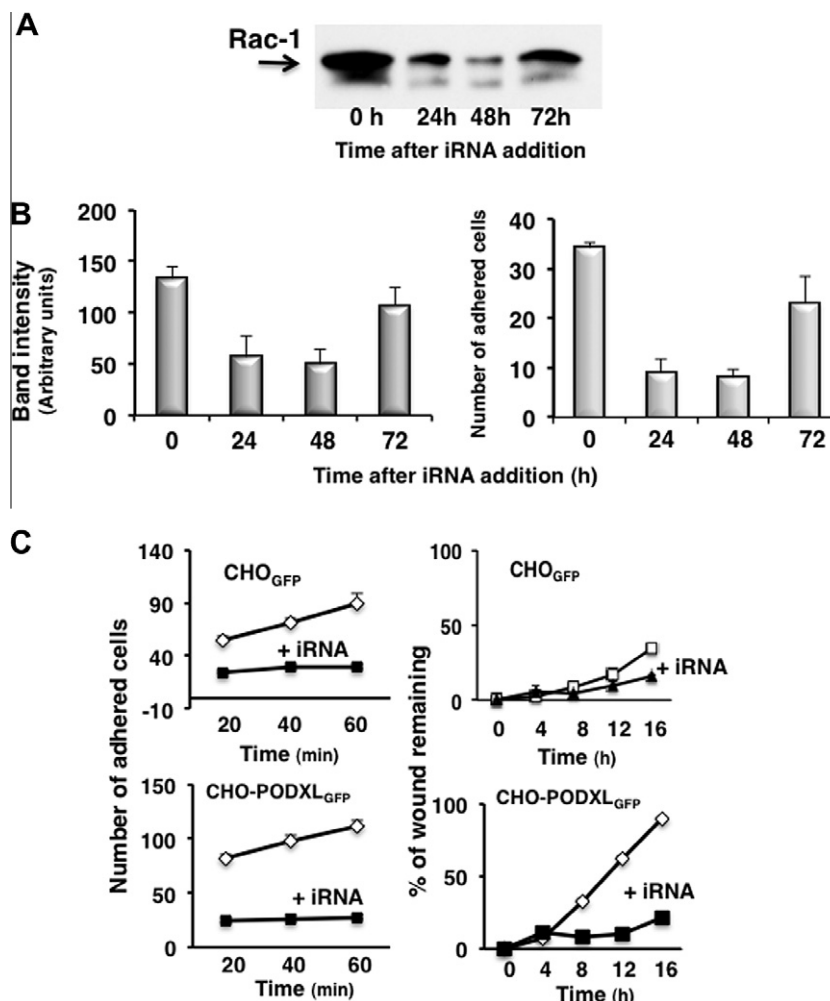 A
Rac-1
0 h 24h 48h 72h
Time after iRNA addition
B
Band intensity
(Arbitrary units)
200
150
100
50
0
0 24 48 72
Number of adhered cells
40
30
20
10
0
0 24 48 72
Time after iRNA addition (h)
C
Number of adhered cells
140
90
40
-10
CHOGFP
+ iRNA
20 40 60
Time (min)
% of wound remaining
100
50
0
CHOGFP
+ iRNA
0 4 8 12 16
Time (h)
150
100
50
0
CHO-PODXLGFP
+ iRNA
20 40 60
Time (min)
100
50
0
CHO-PODXLGFP
+ iRNA
0 4 8 12 16
Time (h)